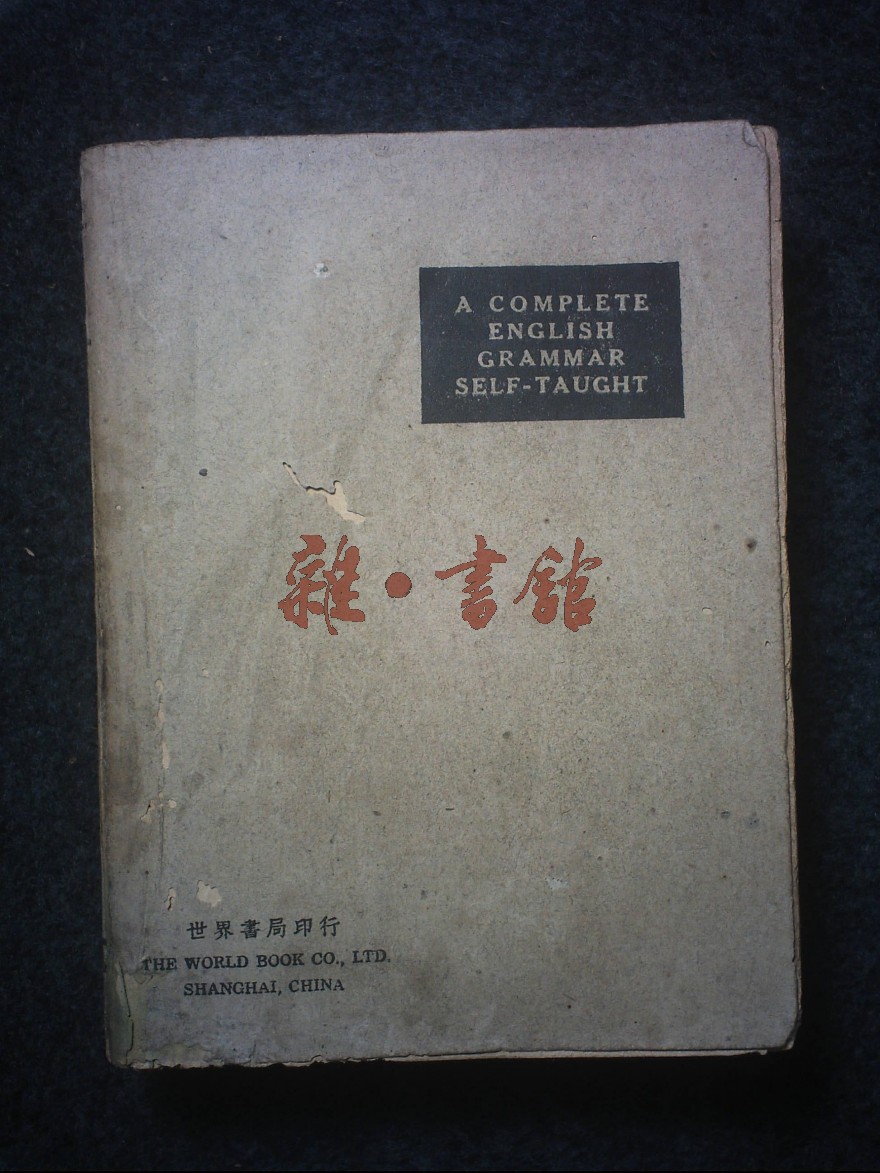 A COMPLETE
ENGLISH
GRAMMAR
SELF-TAUGHT
雜·書館
世界書局印行
THE WORLD BOOK CO., LTD.
SHANGHAI, CHINA